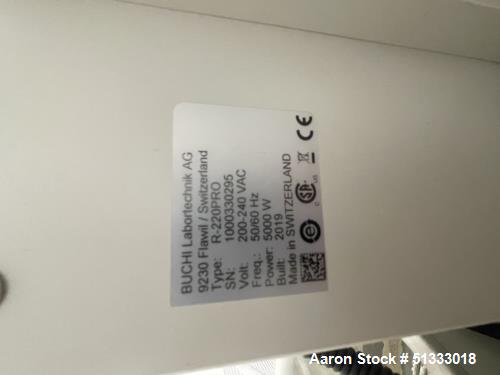 BUCHI Labortechnik AG
9230 Flawil / Switzerland
Type: R-220PRO
SN: 1000330295
Volt: 200-240 VAC
Freq.: 50/60 Hz
Power: 5000 W
Built: 2019
Made in SWITZERLAND
Aaron Stock # 51333018